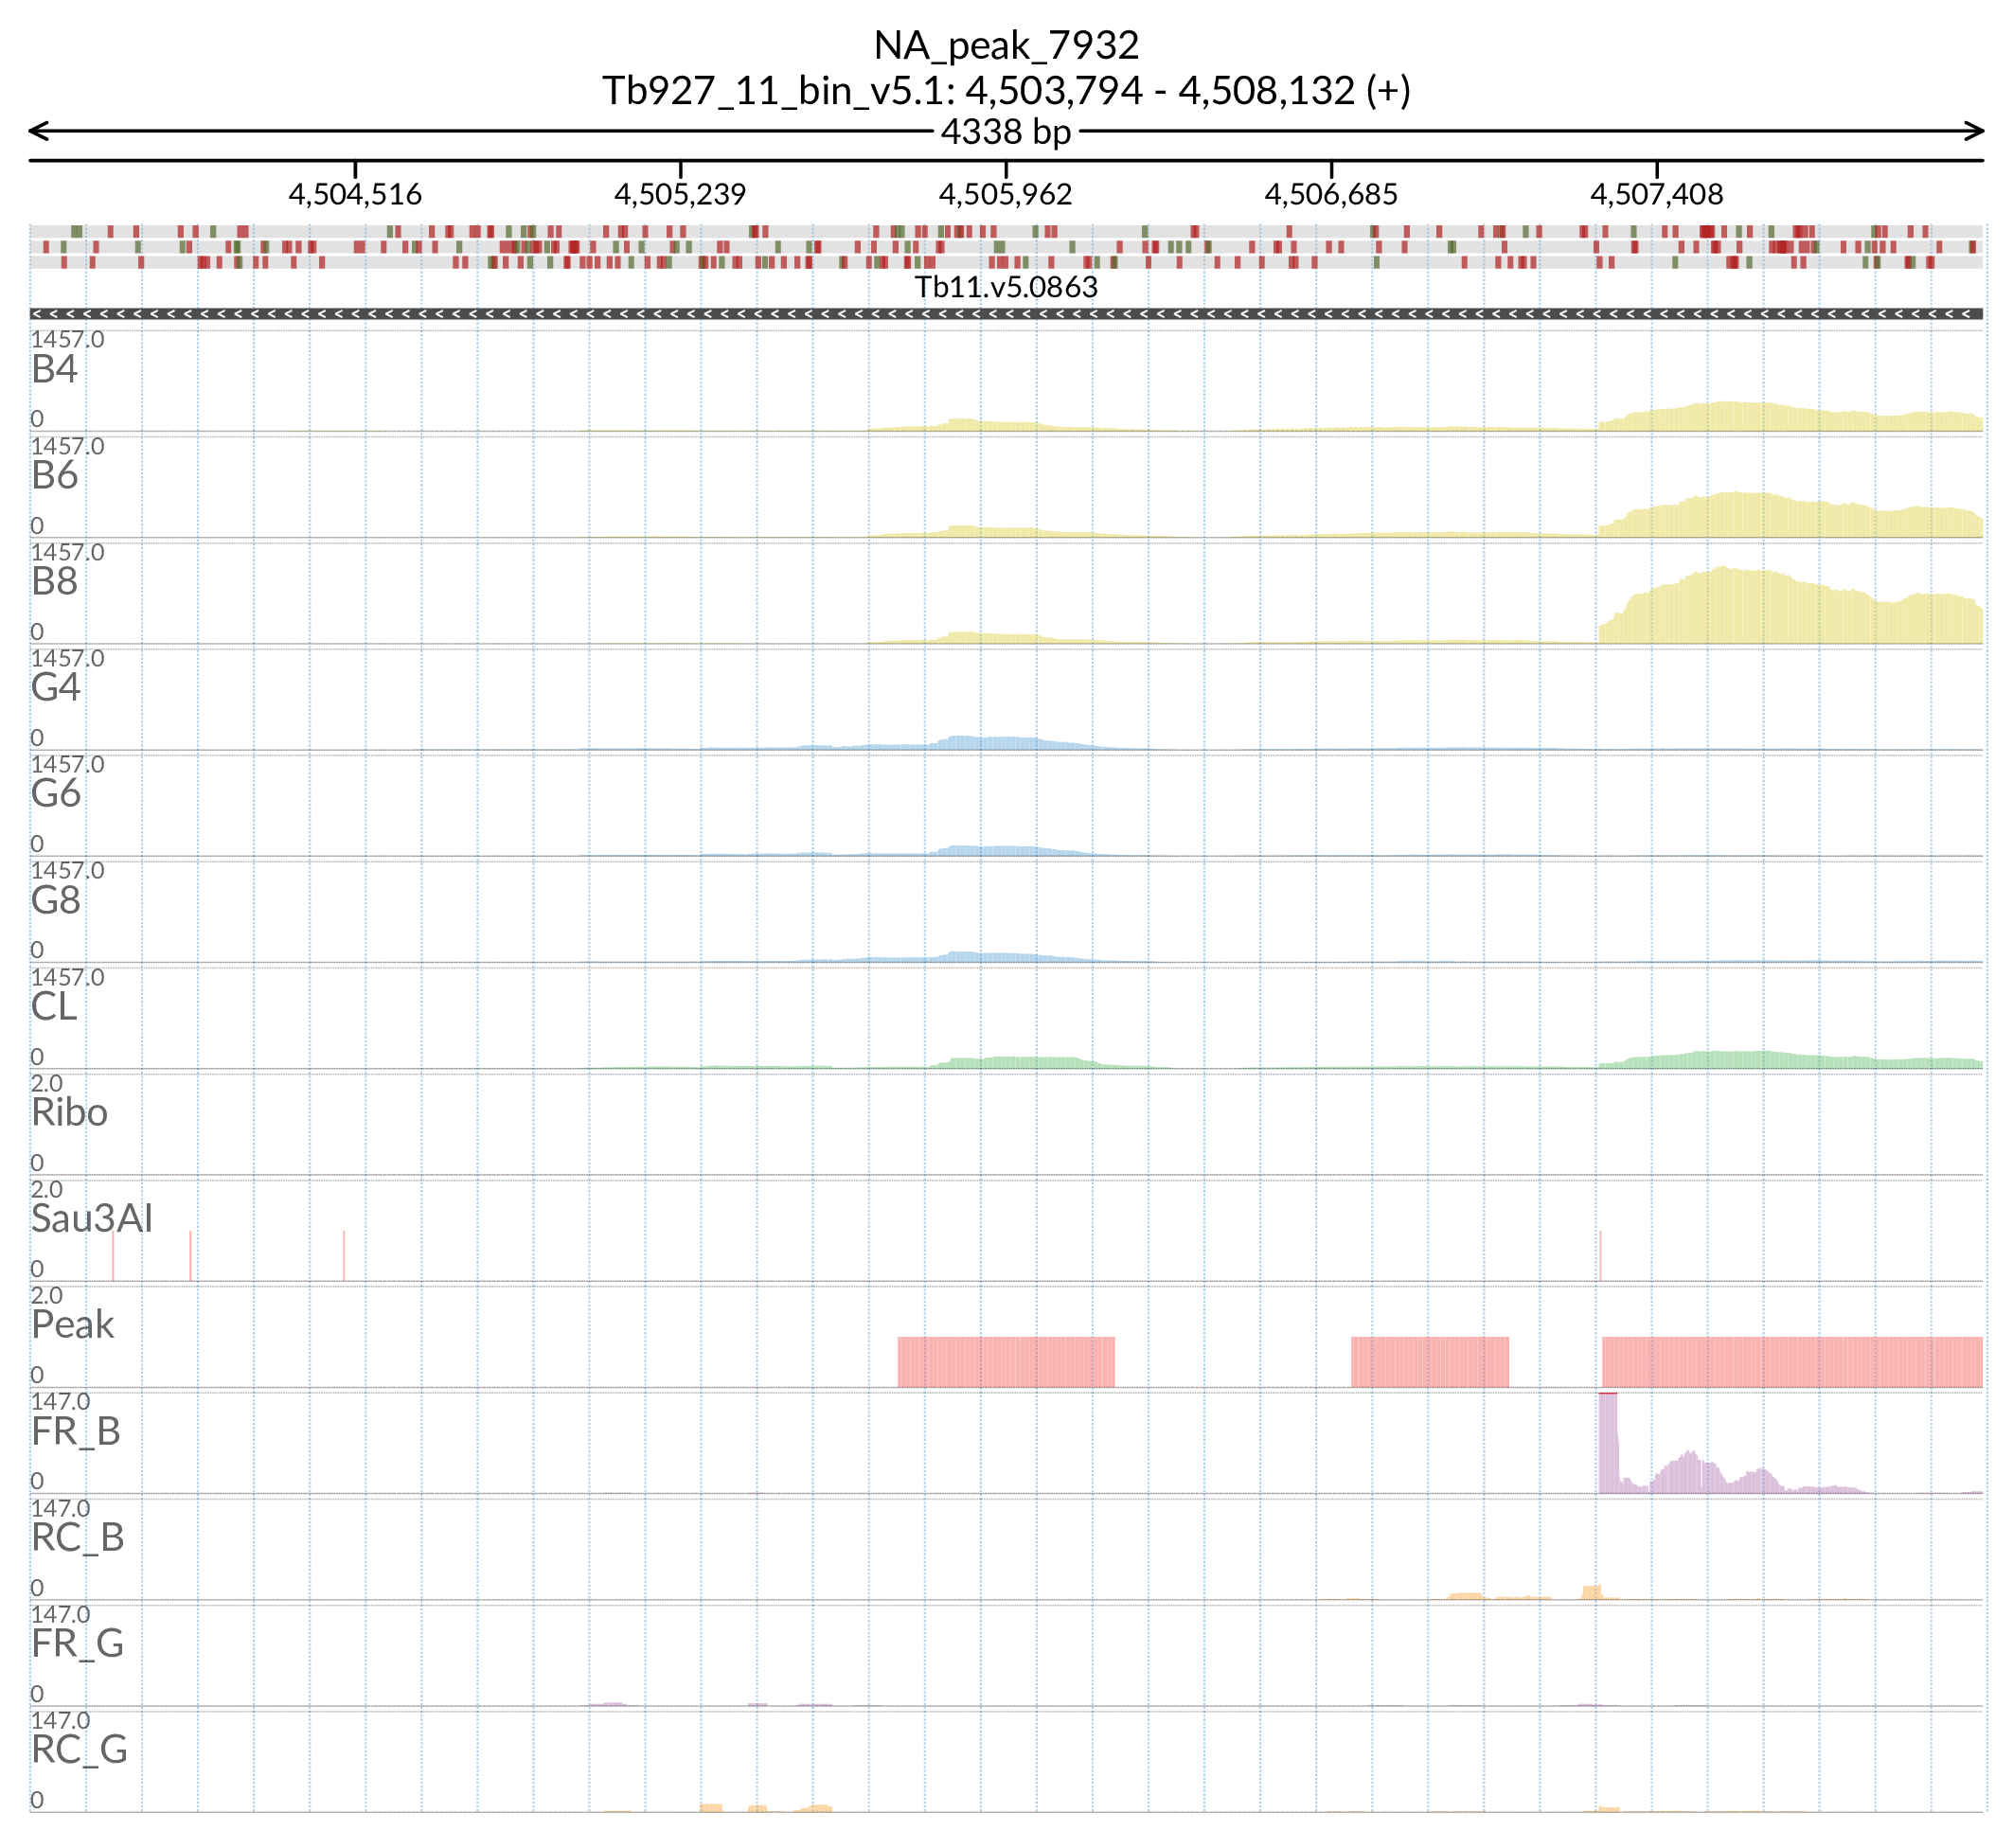 NA_peak_7932
Tb927_11_bin_v5.1: 4,503,794 - 4,508,132 (+)
4338 bp
4,504,516 4,505,239 4,505,962 4,506,685 4,507,408
Tb11.v5.0863
1457.0
B4
0
1457.0
B6
0
1457.0
B8
0
1457.0
G4
0
1457.0
G6
0
1457.0
G8
0
1457.0
CL
0
2.0
Ribo
0
2.0
Sau3AI
0
2.0
Peak
0
147.0
FR_B
0
147.0
RC_B
0
147.0
FR_G
0
147.0
RC_G
0